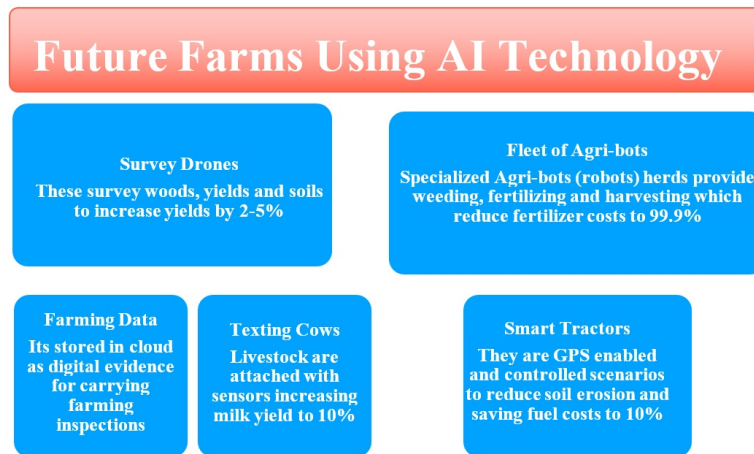 Future Farms Using AI Technology
Survey Drones
These survey woods, yields and soils
to increase yields by 2-5%
Fleet of Agri-bots
Specialized Agri-bots (robots) herds provide
weeding, fertilizing and harvesting which
reduce fertilizer costs to 99.9%
Farming Data
Its stored in cloud
as digital evidence
for carrying
farming
inspections
Texting Cows
Livestock are
attached with
sensors increasing
milk yield to 10%
Smart Tractors
They are GPS enabled
and controlled scenarios
to reduce soil erosion and
saving fuel costs to 10%